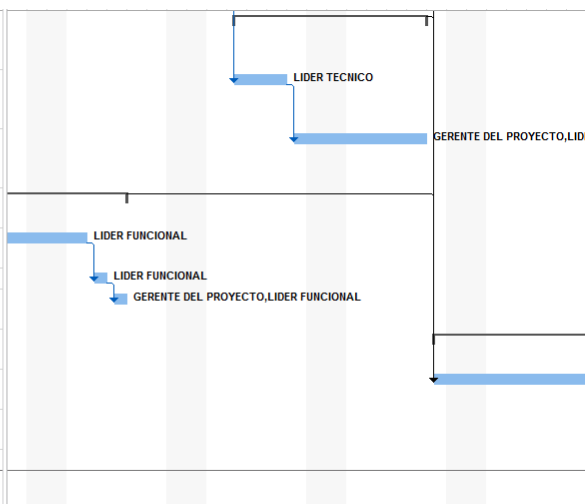 LIDER TECNICO
GERENTE DEL PROYECTO,LID
LIDER FUNCIONAL
LIDER FUNCIONAL
GERENTE DEL PROYECTO,LIDER FUNCIONAL